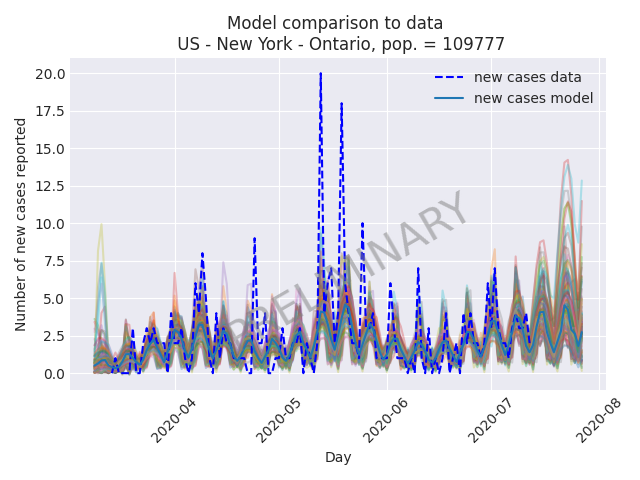 Model comparison to data
US - New York - Ontario, pop. = 109777
new cases data
new cases model
PRELIMINARY
Number of new cases reported
20.0
17.5
15.0
12.5
10.0
7.5
5.0
2.5
0.0
2020-04
2020-05
2020-06
2020-07
2020-08
Day